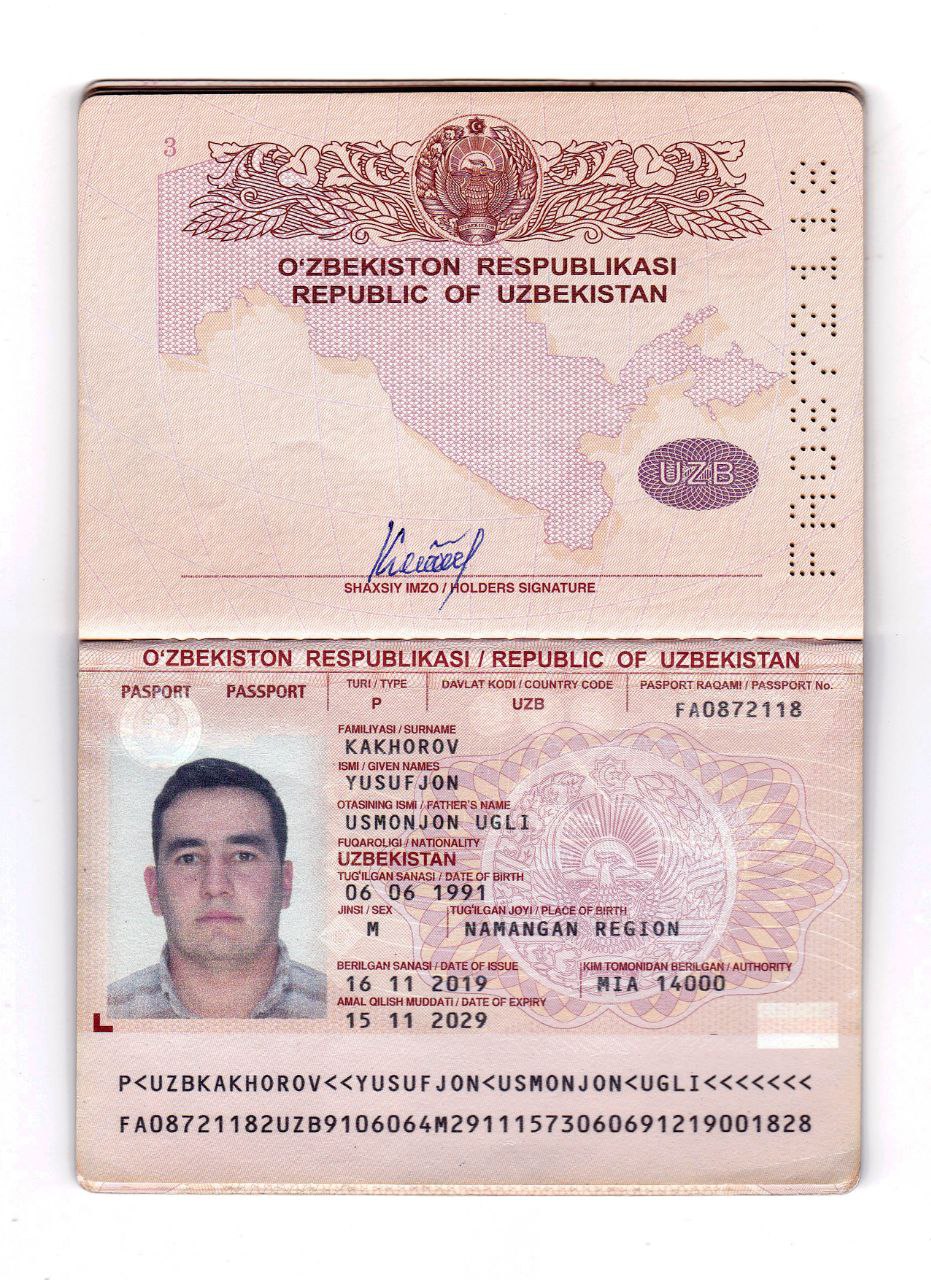 3
O‘ZBEKISTON RESPUBLIKASI
REPUBLIC OF UZBEKISTAN
UZB
FA0872118
SHAXSIY IMZO / HOLDERS SIGNATURE
O‘ZBEKISTON RESPUBLIKASI / REPUBLIC OF UZBEKISTAN
PASPORT PASSPORT
TURI / TYPE DAVLAT KODI / COUNTRY CODE PASPORT RAQAMI / PASSPORT No.
P UZB FA0872118
FAMILIYASI / SURNAME
KAKHOROV
ISMI / GIVEN NAMES
YUSUFJON
OTASINING ISMI / FATHER'S NAME
USMONJON UGLI
FUQAROLIGI / NATIONALITY
UZBEKISTAN
TUG'ILGAN SANASI / DATE OF BIRTH
06 06 1991
JINSI / SEX TUG'ILGAN JOYI / PLACE OF BIRTH
M NAMANGAN REGION
BERILGAN SANASI / DATE OF ISSUE KIM TOMONIDAN BERILGAN / AUTHORITY
16 11 2019 MIA 14000
AMAL QILISH MUDDATI / DATE OF EXPIRY
15 11 2029
P<UZBKAKHOROV<<YUSUFJON<USMONJON<UGLI<<<<<<<
FA08721182UZB9106064M29111573060691219001828